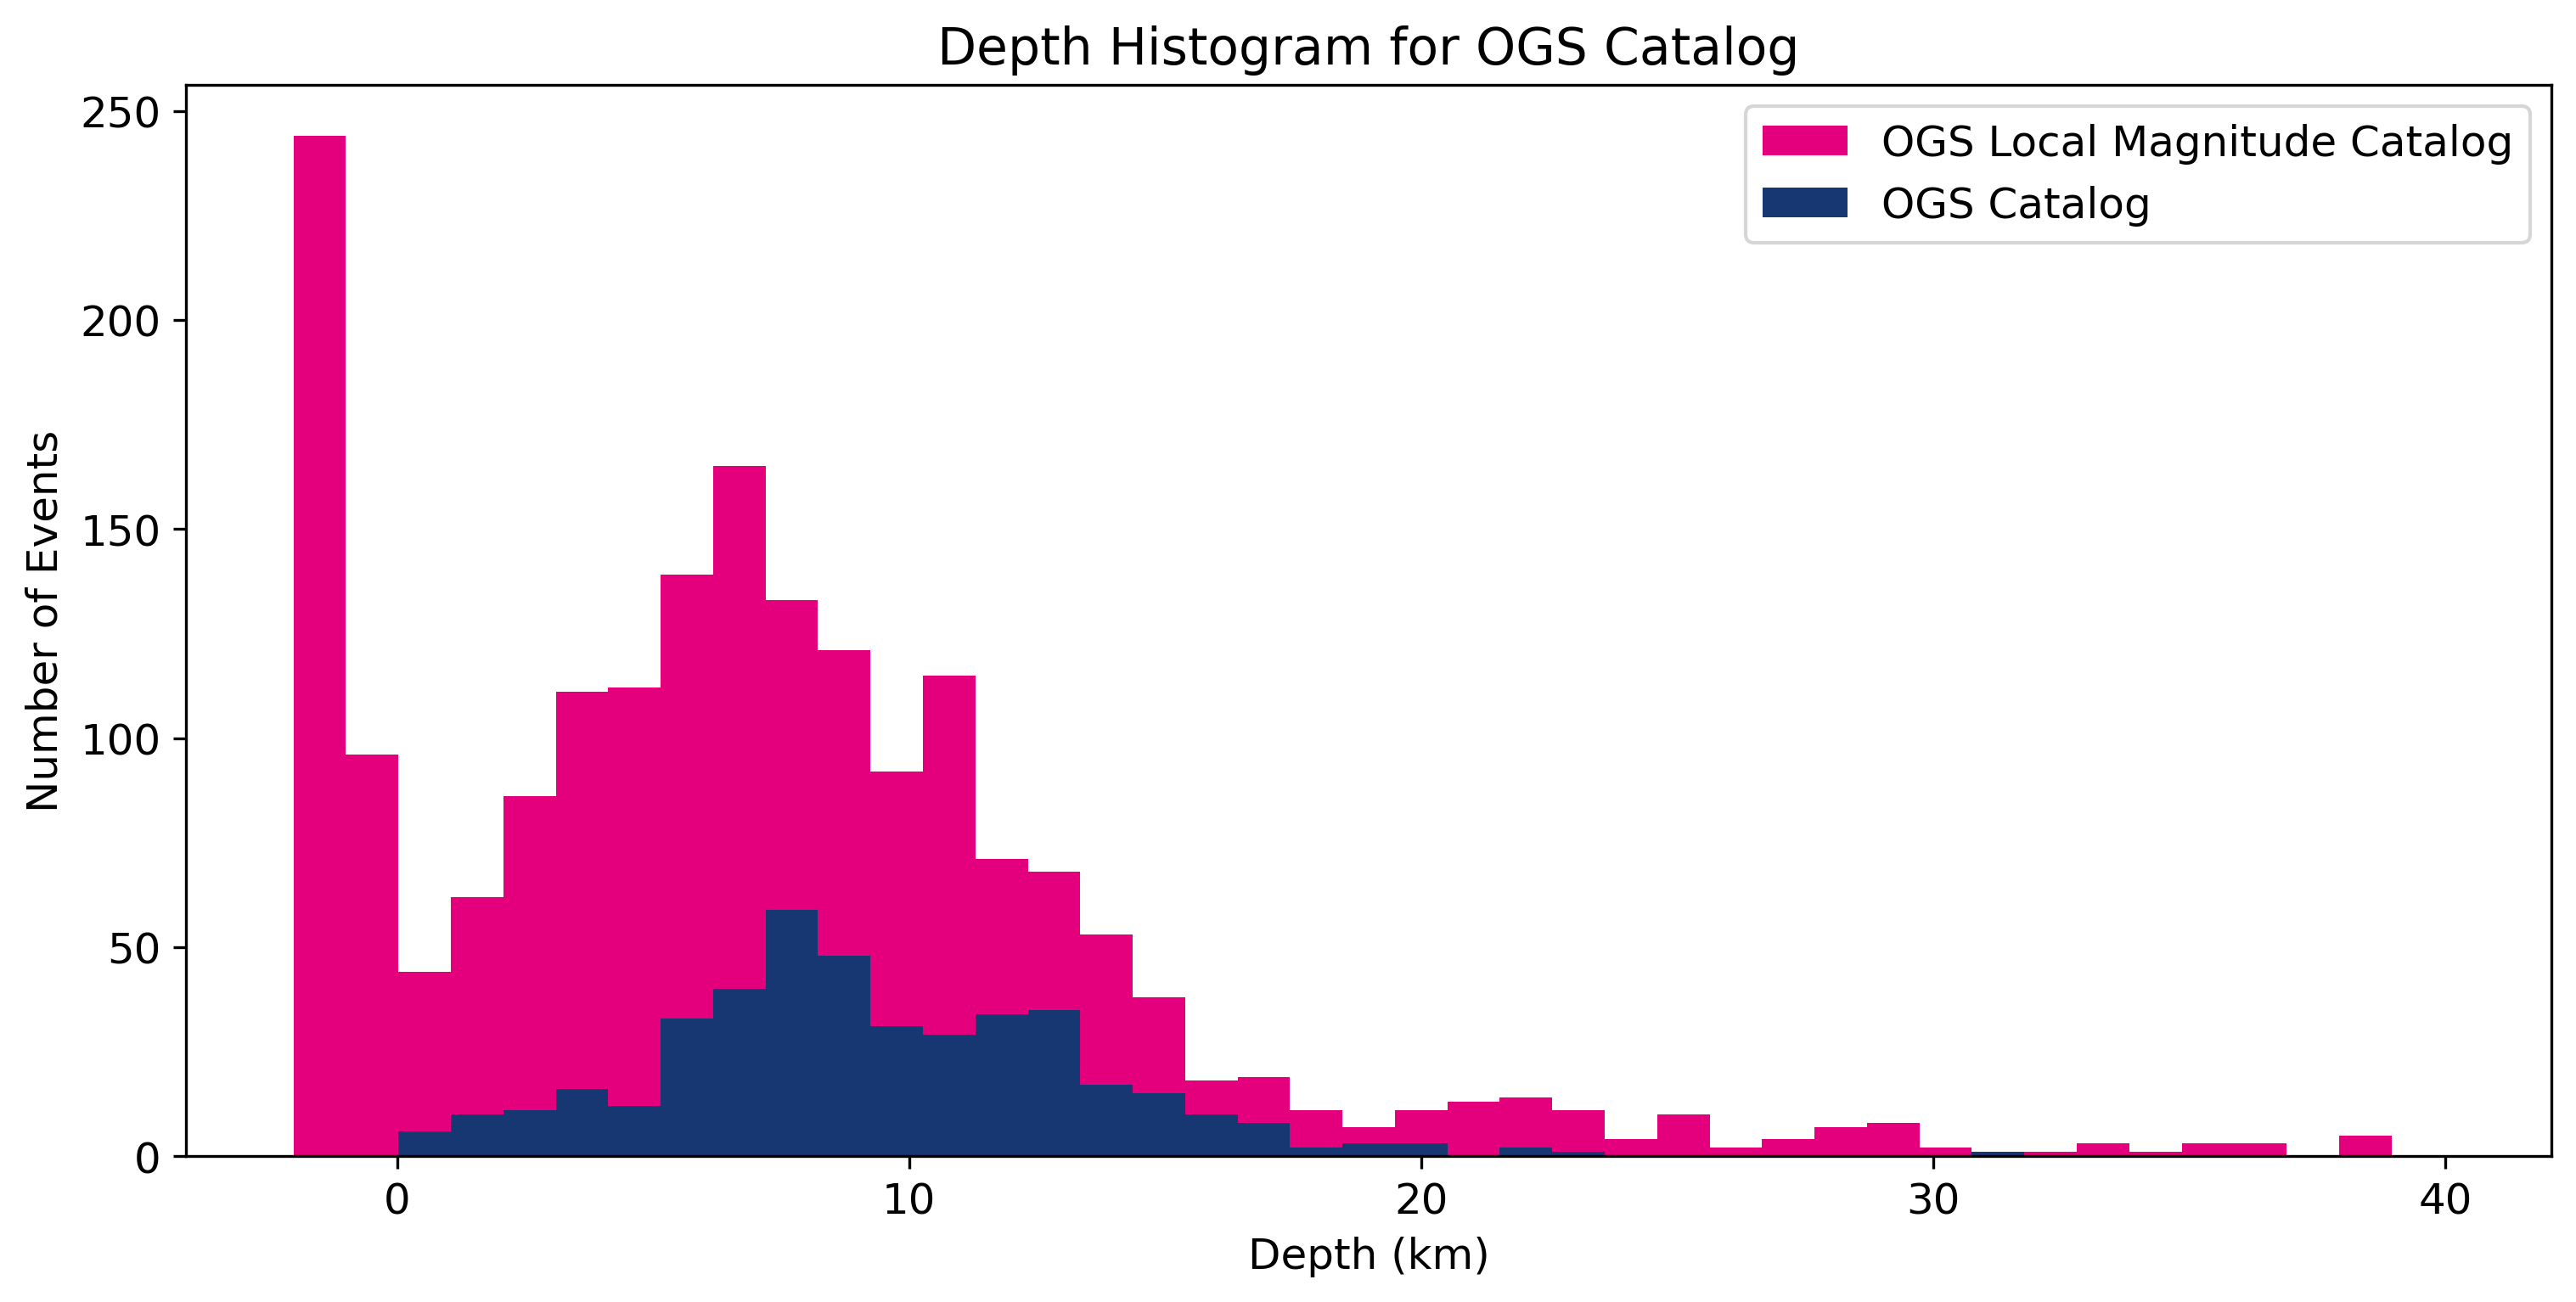 Depth Histogram for OGS Catalog
OGS Local Magnitude Catalog
OGS Catalog
250
200
150
100
50
0
Number of Events
0 10 20 30 40
Depth (km)